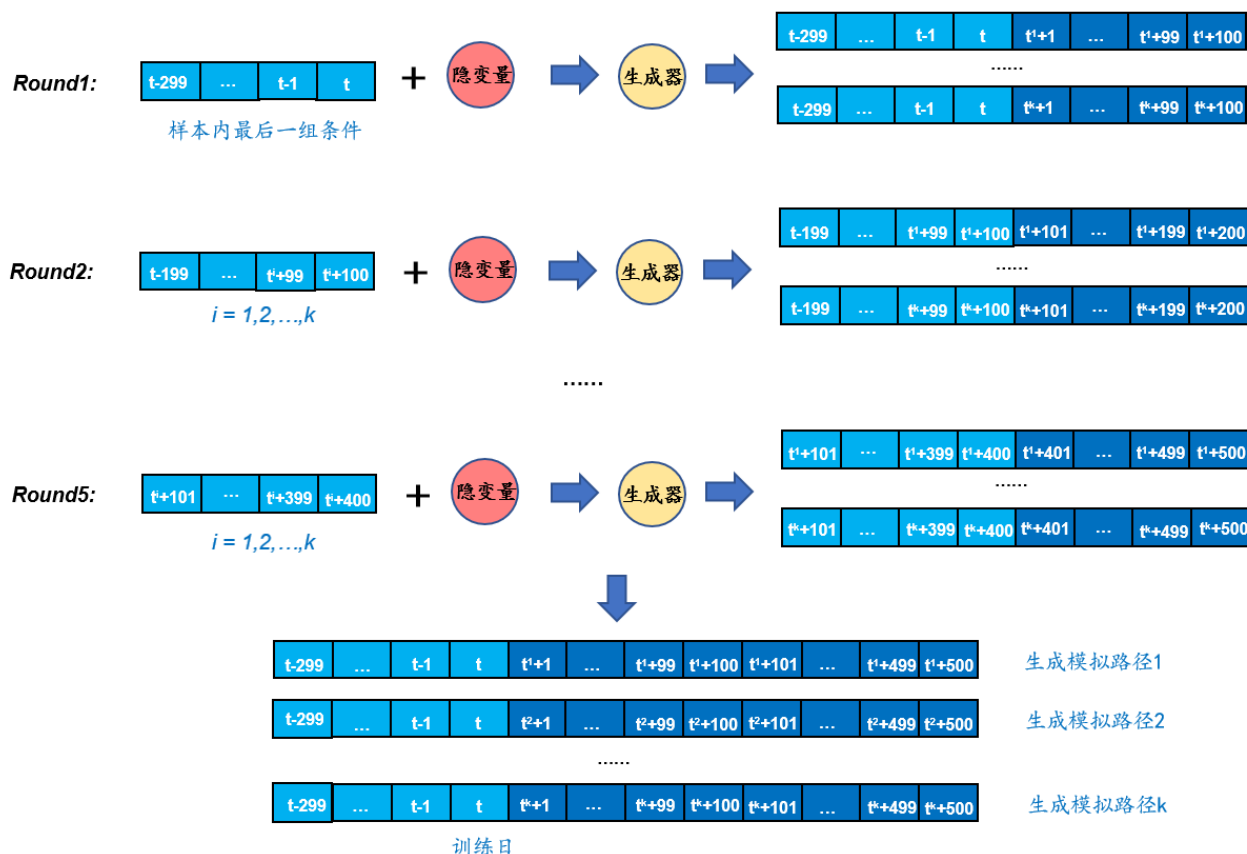 t-299 … t-1 t t¹+1 … t¹+99 t¹+100
Round1: t-299 … t-1 t + 隐变量 生成器
……
t-299 … t-1 t tᵏ+1 … tᵏ+99 tᵏ+100
样本内最后一组条件
t-199 … t¹+99 t¹+100 t¹+101 … t¹+199 t¹+200
Round2: t-199 … tⁱ+99 tⁱ+100 + 隐变量 生成器
……
t-199 … tᵏ+99 tᵏ+100 tᵏ+101 … tᵏ+199 tᵏ+200
i = 1,2,…,k
……
t¹+101 … t¹+399 t¹+400 t¹+401 … t¹+499 t¹+500
Round5: tⁱ+101 … tⁱ+399 tⁱ+400 + 隐变量 生成器
……
tᵏ+101 … tᵏ+399 tᵏ+400 tᵏ+401 … tᵏ+499 tᵏ+500
i = 1,2,…,k
t-299 … t-1 t t¹+1 … t¹+99 t¹+100 t¹+101 … t¹+499 t¹+500 生成模拟路径1
t-299 … t-1 t t²+1 … t²+99 t²+100 t²+101 … t²+499 t²+500 生成模拟路径2
……
t-299 … t-1 t tᵏ+1 … tᵏ+99 tᵏ+100 tᵏ+101 … tᵏ+499 tᵏ+500 生成模拟路径k
训练日